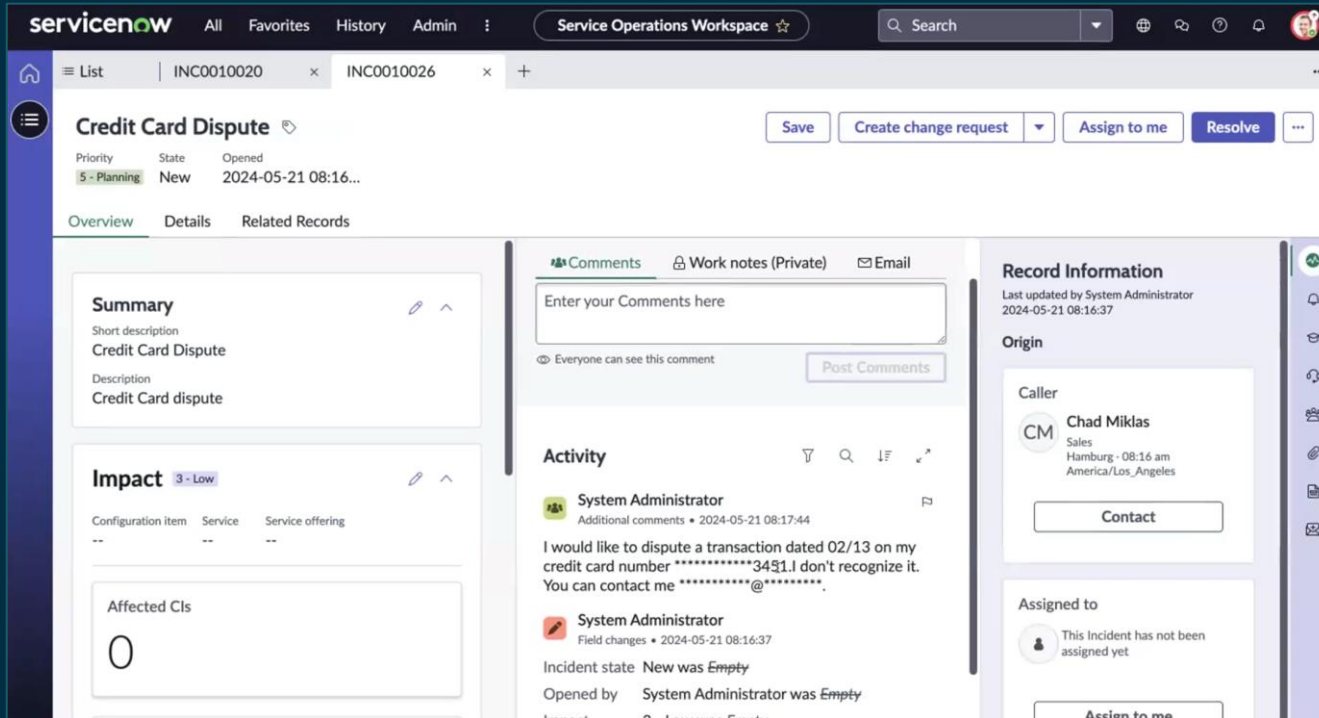 servicenow All Favorites History Admin Service Operations Workspace Search
List INC0010020 INC0010026
Credit Card Dispute Save Create change request Assign to me Resolve
Priority State Opened
5 - Planning New 2024-05-21 08:16...
Overview Details Related Records
Summary
Short description
Credit Card Dispute
Description
Credit Card dispute
Impact 3 - Low
Configuration item Service Service offering
-- -- --
Affected CIs
0
Comments Work notes (Private) Email
Enter your Comments here
Everyone can see this comment Post Comments
Activity
System Administrator
Additional comments • 2024-05-21 08:17:44
I would like to dispute a transaction dated 02/13 on my
credit card number ************3451.I don't recognize it.
You can contact me ***********@*********.
System Administrator
Field changes • 2024-05-21 08:16:37
Incident state New was Empty
Opened by System Administrator was Empty
Record Information
Last updated by System Administrator
2024-05-21 08:16:37
Origin
Caller
CM Chad Miklas
Sales
Hamburg - 08:16 am
America/Los_Angeles
Contact
Assigned to
This Incident has not been
assigned yet
Assign to me